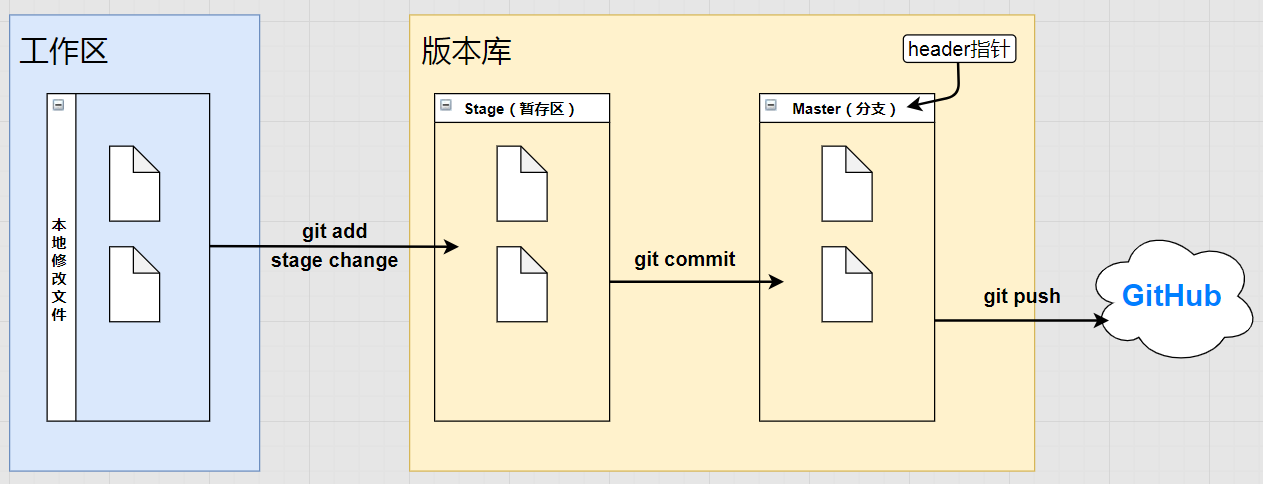 工作区
版本库
header指针
Stage（暂存区）
Master（分支）
本地修改文件
git add
stage change
git commit
git push
GitHub